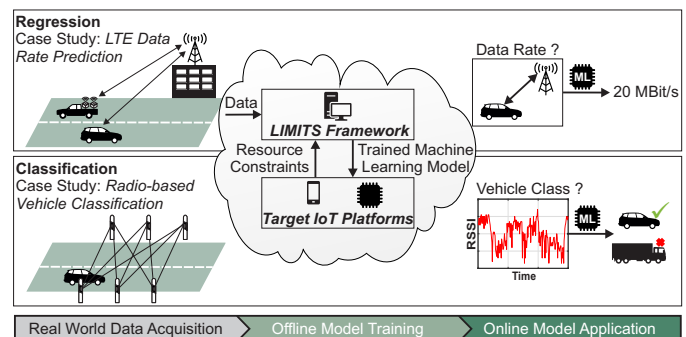 Regression
Case Study: LTE Data
Rate Prediction
Data
LIMITS Framework
Resource
Constraints
Trained Machine
Learning Model
Target IoT Platforms
Data Rate ?
ML
20 MBit/s
Classification
Case Study: Radio-based
Vehicle Classification
Vehicle Class ?
RSSI
Time
ML
Real World Data Acquisition
Offline Model Training
Online Model Application